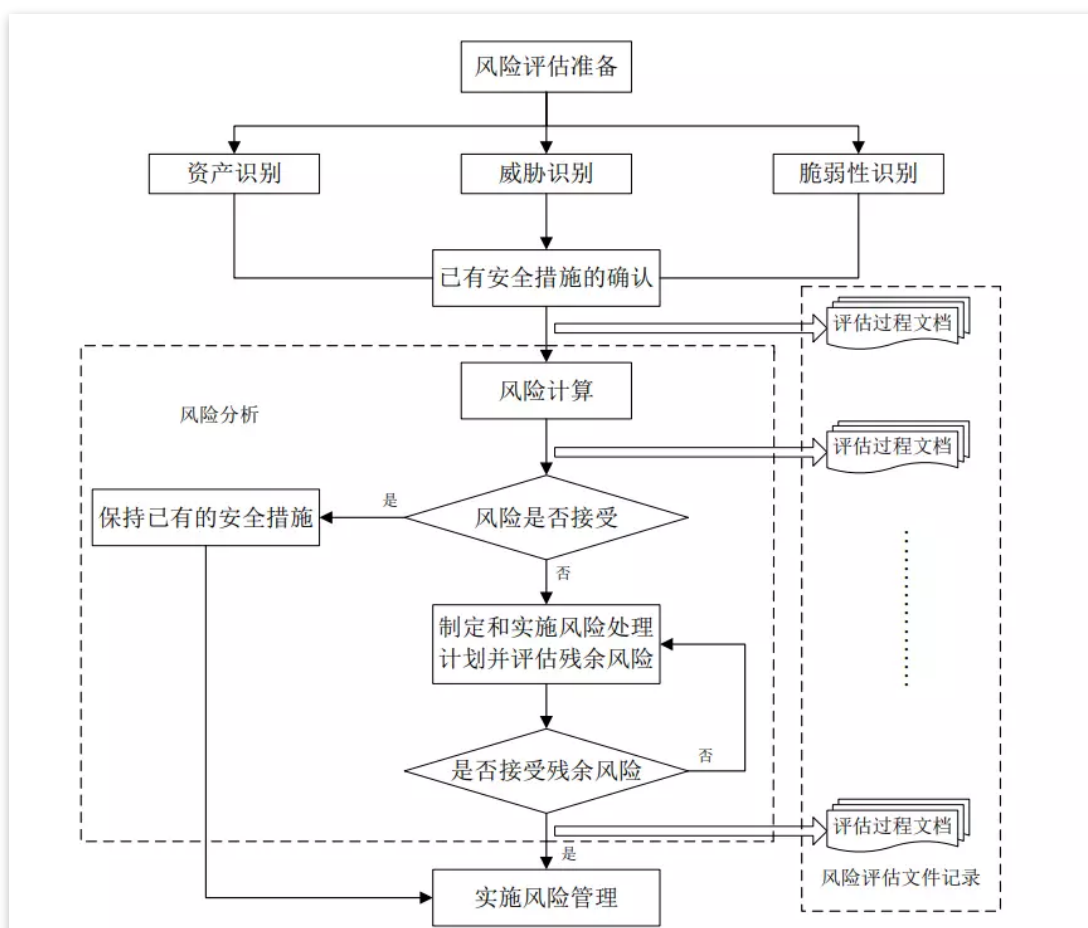 风险评估准备
资产识别
威胁识别
脆弱性识别
已有安全措施的确认
评估过程文档
风险计算
风险分析
评估过程文档
是
保持已有的安全措施
风险是否接受
否
制定和实施风险处理
计划并评估残余风险
否
是否接受残余风险
评估过程文档
是
风险评估文件记录
实施风险管理